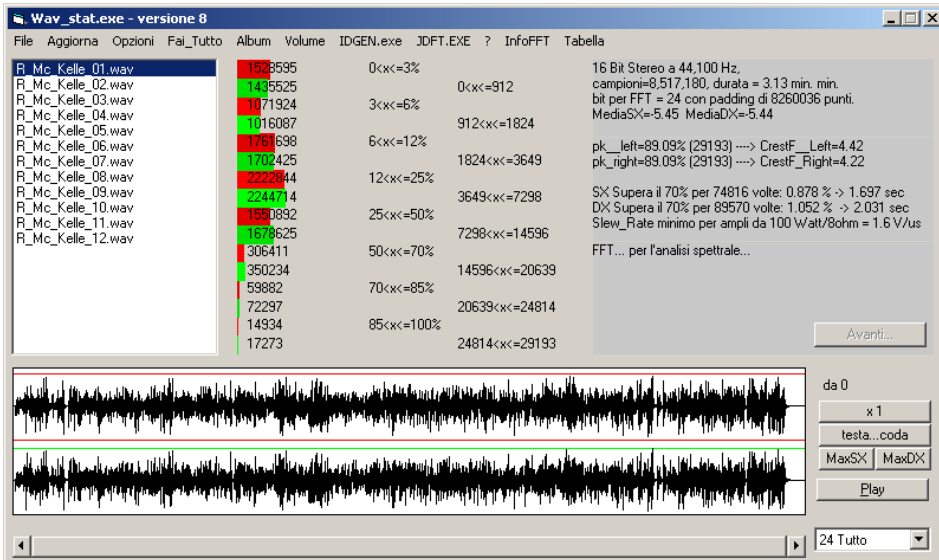 Wav_stat.exe - versione 8
File Aggiorna Opzioni Fai_Tutto Album Volume IDGEN.exe JDFT.EXE ? InfoFFT Tabella
R_Mc_Kelle_01.wav
R_Mc_Kelle_02.wav
R_Mc_Kelle_03.wav
R_Mc_Kelle_04.wav
R_Mc_Kelle_05.wav
R_Mc_Kelle_06.wav
R_Mc_Kelle_07.wav
R_Mc_Kelle_08.wav
R_Mc_Kelle_09.wav
R_Mc_Kelle_10.wav
R_Mc_Kelle_11.wav
R_Mc_Kelle_12.wav
1528595 0<x<=3%
1435525 0<x<=912
1071924 3<x<=6%
1016087 912<x<=1824
1761698 6<x<=12%
1702425 1824<x<=3649
2222844 12<x<=25%
2244714 3649<x<=7298
1550892 25<x<=50%
1678625 7298<x<=14596
306411 50<x<=70%
350234 14596<x<=20639
59882 70<x<=85%
72297 20639<x<=24814
14934 85<x<=100%
17273 24814<x<=29193
16 Bit Stereo a 44,100 Hz,
campioni=8,517,180, durata = 3.13 min. min.
bit per FFT = 24 con padding di 8260036 punti.
MediaSX=-5.45 MediaDX=-5.44
pk__left=89.09% (29193) ----> CrestF__Left=4.42
pk_right=89.09% (29193) ----> CrestF_Right=4.22
SX Supera il 70% per 74816 volte: 0.878 % -> 1.697 sec
DX Supera il 70% per 89570 volte: 1.052 % -> 2.031 sec
Slew_Rate minimo per ampli da 100 Watt/8ohm = 1.6 V/us
FFT... per l'analisi spettrale...
Avanti...
da 0
x 1
testa...coda
MaxSX MaxDX
Play
24 Tutto